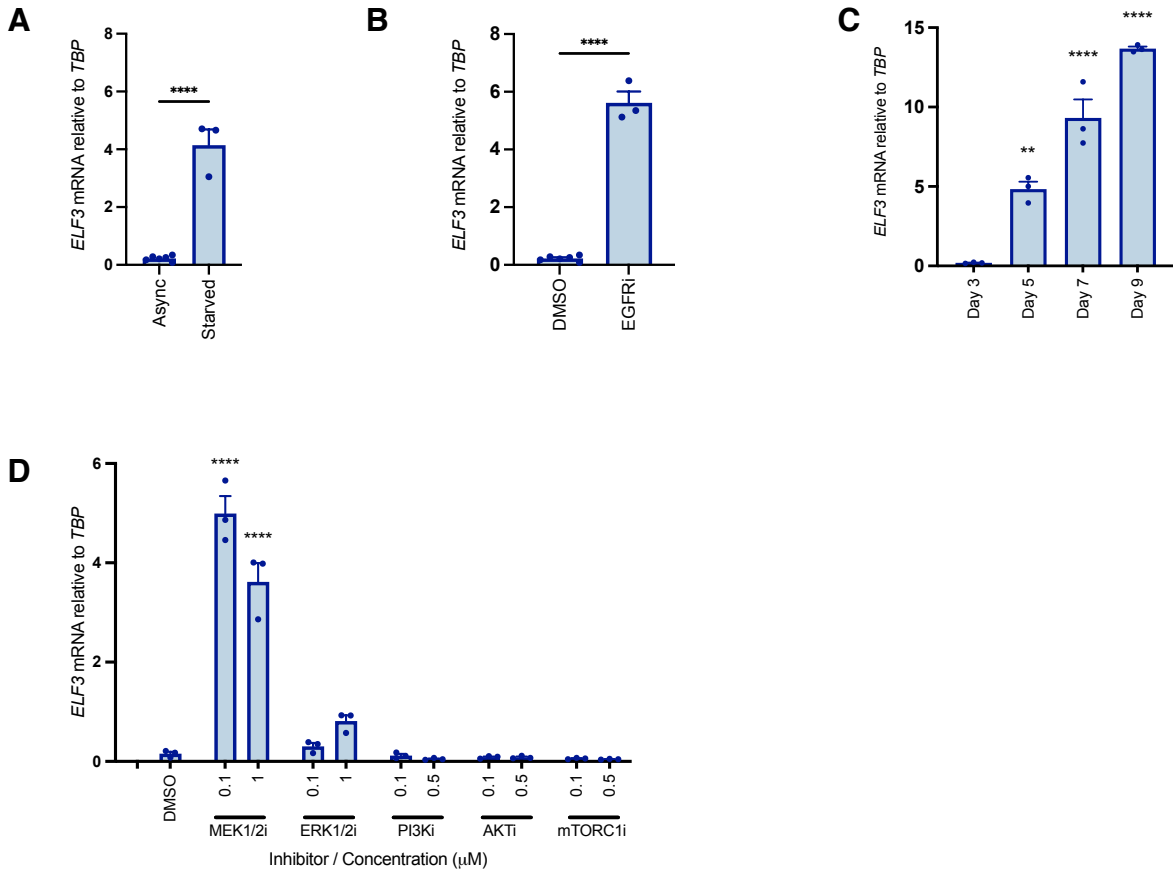 A
ELF3 mRNA relative to TBP
8
6
4
2
0
****
Async
Starved
B
ELF3 mRNA relative to TBP
8
6
4
2
0
****
DMSO
EGFRi
C
ELF3 mRNA relative to TBP
15
10
5
0
**
****
****
Day 3
Day 5
Day 7
Day 9
D
ELF3 mRNA relative to TBP
6
4
2
0
****
****
DMSO
0.1
1
0.1
1
0.1
0.5
0.1
0.5
0.1
0.5
MEK1/2i
ERK1/2i
PI3Ki
AKTi
mTORC1i
Inhibitor / Concentration (μM)